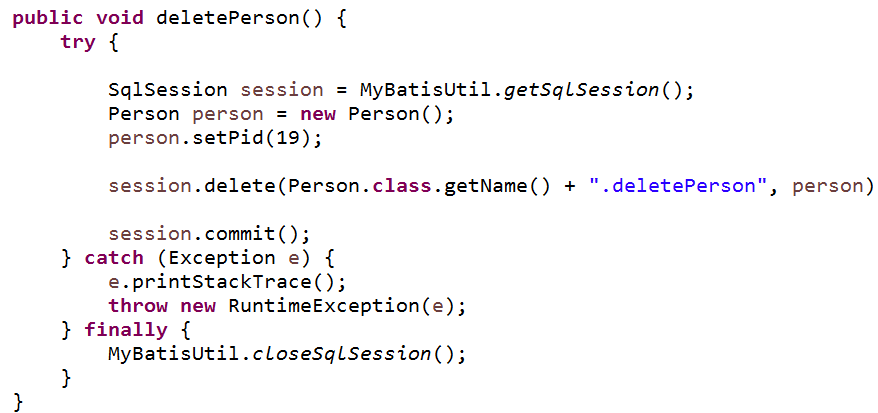 public void deletePerson() {
    try {

        SqlSession session = MyBatisUtil.getSqlSession();
        Person person = new Person();
        person.setPid(19);

        session.delete(Person.class.getName() + ".deletePerson", person)

        session.commit();
    } catch (Exception e) {
        e.printStackTrace();
        throw new RuntimeException(e);
    } finally {
        MyBatisUtil.closeSqlSession();
    }
}